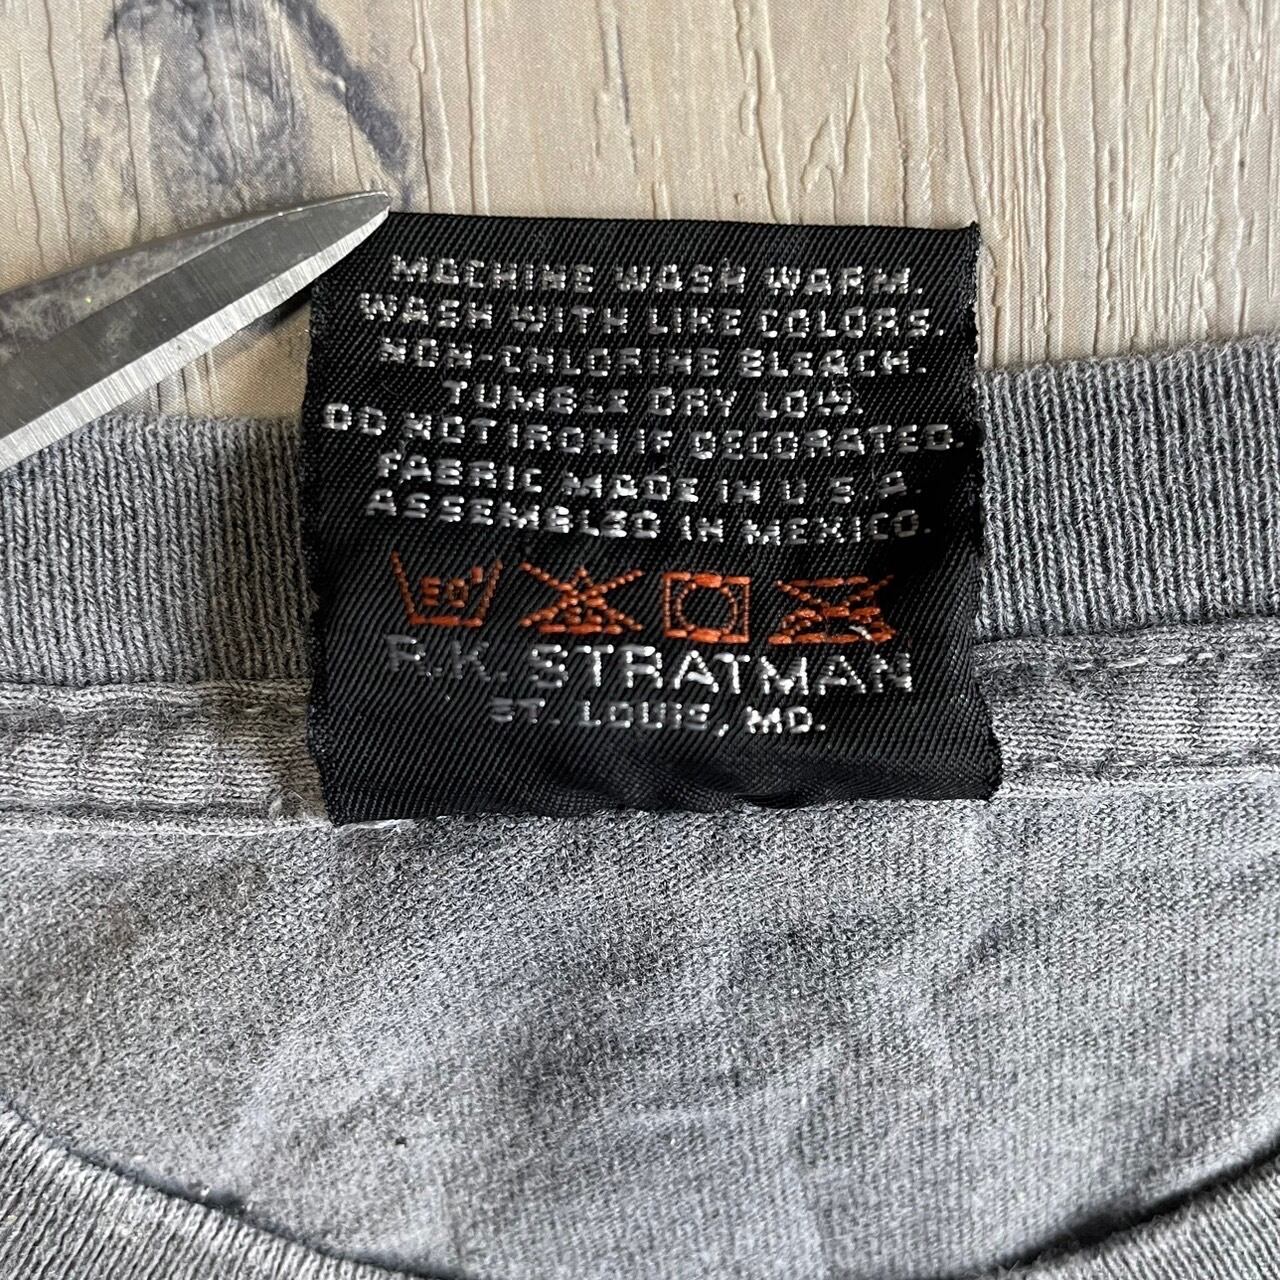 MACHINE WASH WARM.
WASH WITH LIKE COLORS.
NON-CHLORINE BLEACH.
TUMBLE DRY LOW.
DO NOT IRON IF DECORATED.
FABRIC MADE IN U.S.A.
ASSEMBLED IN MEXICO.
R.K. STRATMAN
ST. LOUIS, MO.